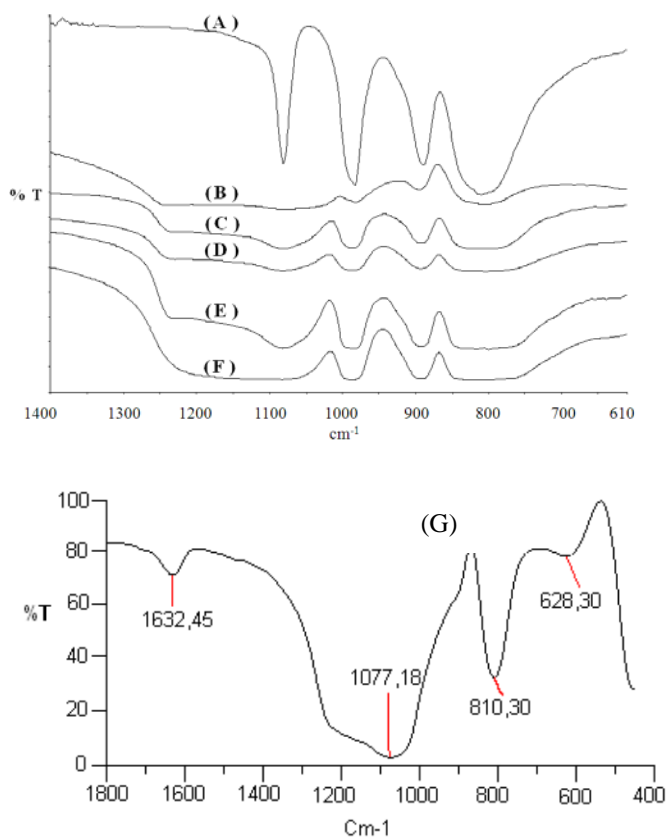 ( A )
( B )
% T
( C )
( D )
( E )
( F )
1400 1300 1200 1100 1000 900 800 700 610
cm-1
(G)
100
80
60
40
20
0
%T
1632,45
1077,18
810,30
628,30
1800 1600 1400 1200 1000 800 600 400
Cm-1